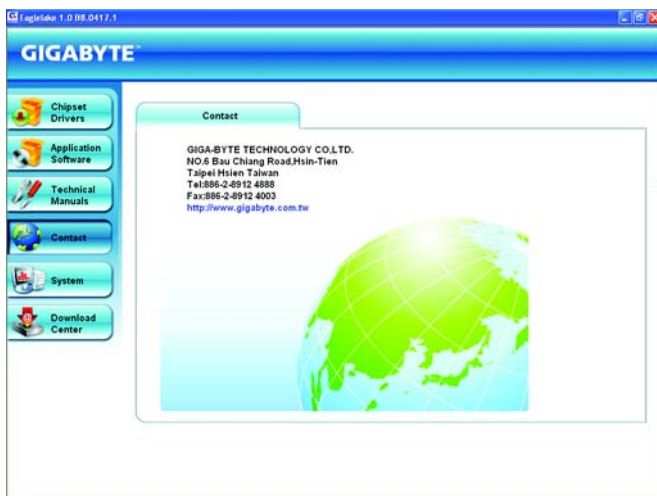 Eaglelake 1.0 B8.0417.1
GIGABYTE™
Chipset
Drivers
Application
Software
Technical
Manuals
Contact
System
Download
Center
Contact
GIGA-BYTE TECHNOLOGY CO,LTD.
NO.6 Bau Chiang Road,Hsin-Tien
Taipei Hsien Taiwan
Tel:886-2-8912 4888
Fax:886-2-8912 4003
http://www.gigabyte.com.tw